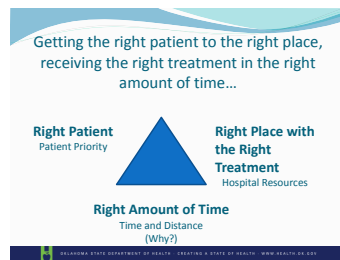 Getting the right patient to the right place,
receiving the right treatment in the right
amount of time…
Right Patient
Patient Priority
Right Place with
the Right
Treatment
Hospital Resources
Right Amount of Time
Time and Distance
(Why?)
OKLAHOMA STATE DEPARTMENT OF HEALTH · CREATING A STATE OF HEALTH · WWW.HEALTH.OK.GOV